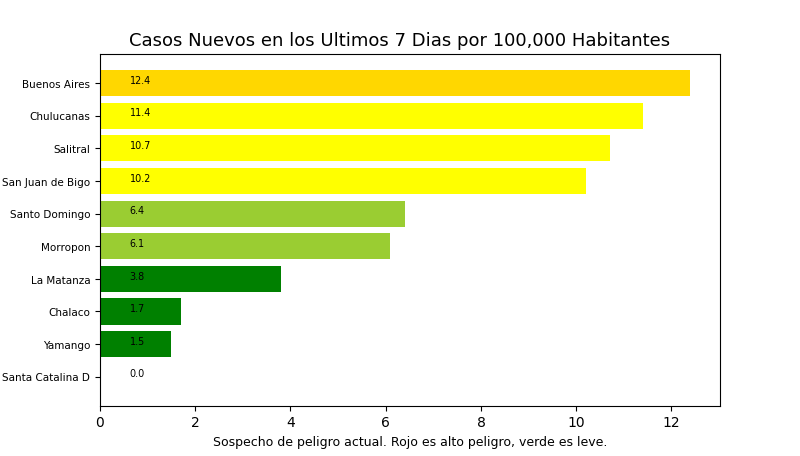 Casos Nuevos en los Ultimos 7 Dias por 100,000 Habitantes
Buenos Aires 12.4
Chulucanas 11.4
Salitral 10.7
San Juan de Bigo 10.2
Santo Domingo 6.4
Morropon 6.1
La Matanza 3.8
Chalaco 1.7
Yamango 1.5
Santa Catalina D 0.0
0 2 4 6 8 10 12
Sospecho de peligro actual. Rojo es alto peligro, verde es leve.